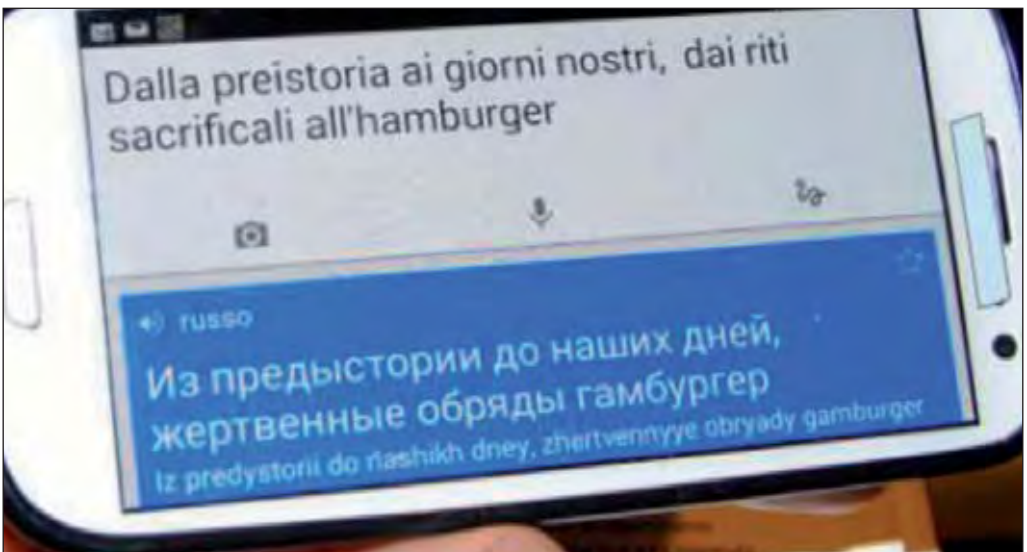 Dalla preistoria ai giorni nostri, dai riti
sacrificali all'hamburger
russo
Из предыстории до наших дней,
жертвенные обряды гамбургер
Iz predystorii do nashikh dney, zhertvennyye obryady gamburger